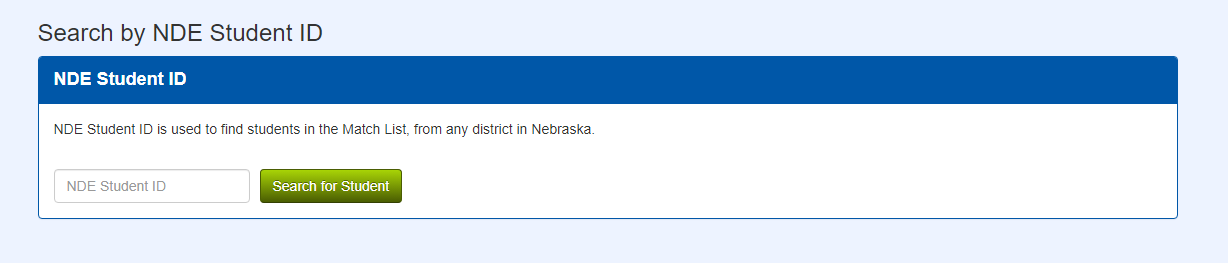 Search by NDE Student ID
NDE Student ID
NDE Student ID is used to find students in the Match List, from any district in Nebraska.
NDE Student ID Search for Student